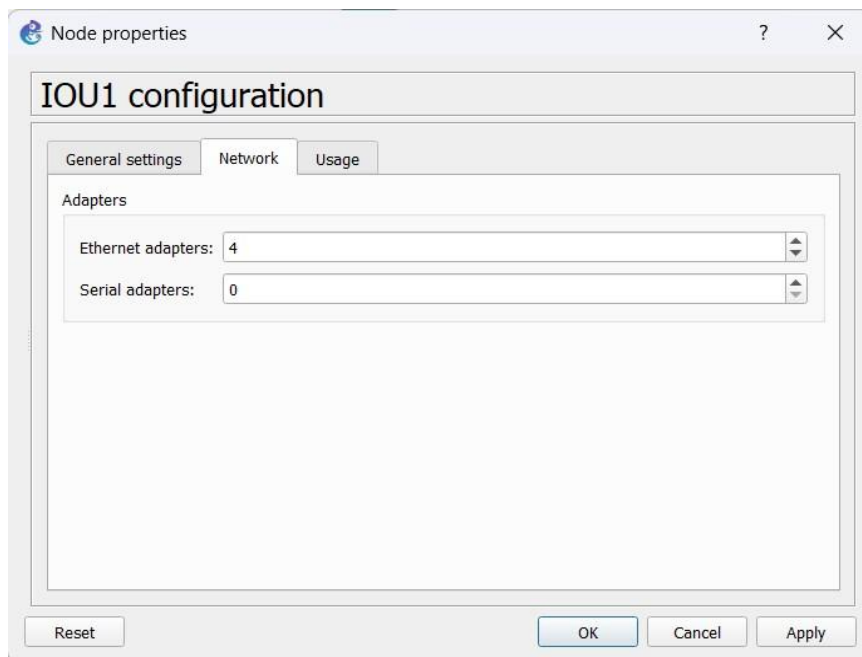 Node properties ?
IOU1 configuration
General settings Network Usage
Adapters
Ethernet adapters: 4
Serial adapters: 0
Reset OK Cancel Apply